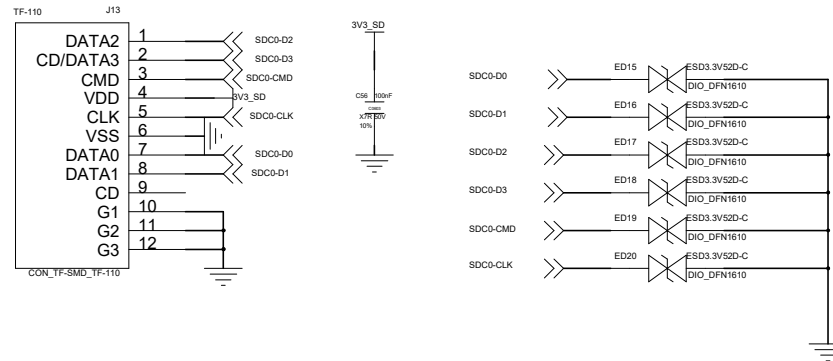 TF-110 J13
DATA2 1 SDC0-D2
CD/DATA3 2 SDC0-D3
CMD 3 SDC0-CMD
VDD 4 3V3_SD
CLK 5 SDC0-CLK
VSS 6
DATA0 7 SDC0-D0
DATA1 8 SDC0-D1
CD 9
G1 10
G2 11
G3 12
CON_TF-SMD_TF-110
3V3_SD
C56 100nF
C0603
X7R 50V
10%
SDC0-D0 ED15 ESD3.3V52D-C
DIO_DFN1610
SDC0-D1 ED16 ESD3.3V52D-C
DIO_DFN1610
SDC0-D2 ED17 ESD3.3V52D-C
DIO_DFN1610
SDC0-D3 ED18 ESD3.3V52D-C
DIO_DFN1610
SDC0-CMD ED19 ESD3.3V52D-C
DIO_DFN1610
SDC0-CLK ED20 ESD3.3V52D-C
DIO_DFN1610